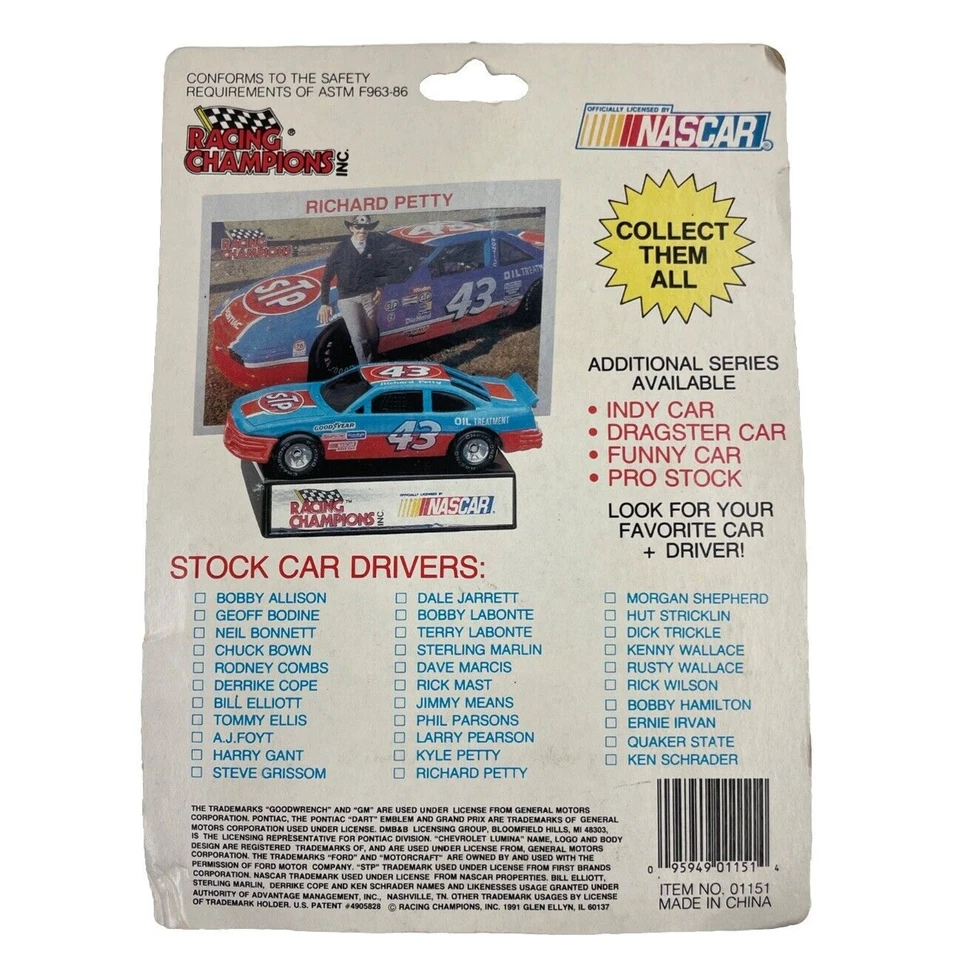 CONFORMS TO THE SAFETY
REQUIREMENTS OF ASTM F963-86
RACING
CHAMPIONS INC.
®
OFFICIALLY LICENSED BY
NASCAR®
RICHARD PETTY
RACING
CHAMPIONS
STP
PONTIAC
43
OIL TREATM
STP
43
Richard Petty
STP
GOODYEAR
43
OIL TREATMENT
RACING™
CHAMPIONS INC.
OFFICIALLY LICENSED BY
NASCAR
COLLECT
THEM
ALL
ADDITIONAL SERIES
AVAILABLE
• INDY CAR
• DRAGSTER CAR
• FUNNY CAR
• PRO STOCK
LOOK FOR YOUR
FAVORITE CAR
+ DRIVER!
STOCK CAR DRIVERS:
BOBBY ALLISON
GEOFF BODINE
NEIL BONNETT
CHUCK BOWN
RODNEY COMBS
DERRIKE COPE
BILL ELLIOTT
TOMMY ELLIS
A.J.FOYT
HARRY GANT
STEVE GRISSOM
DALE JARRETT
BOBBY LABONTE
TERRY LABONTE
STERLING MARLIN
DAVE MARCIS
RICK MAST
JIMMY MEANS
PHIL PARSONS
LARRY PEARSON
KYLE PETTY
RICHARD PETTY
MORGAN SHEPHERD
HUT STRICKLIN
DICK TRICKLE
KENNY WALLACE
RUSTY WALLACE
RICK WILSON
BOBBY HAMILTON
ERNIE IRVAN
QUAKER STATE
KEN SCHRADER
THE TRADEMARKS "GOODWRENCH" AND "GM" ARE USED UNDER LICENSE FROM GENERAL MOTORS
CORPORATION. PONTIAC, THE PONTIAC "DART" EMBLEM AND GRAND PRIX ARE TRADEMARKS OF GENERAL
MOTORS CORPORATION USED UNDER LICENSE. DMB&B LICENSING GROUP, BLOOMFIELD HILLS, MI 48303,
IS THE LICENSING REPRESENTATIVE FOR PONTIAC DIVISION. "CHEVROLET LUMINA" NAME, LOGO AND BODY
DESIGN ARE REGISTERED TRADEMARKS OF, AND ARE USED UNDER LICENSE FROM, GENERAL MOTORS
CORPORATION. THE TRADEMARKS "FORD" AND "MOTORCRAFT" ARE OWNED BY AND USED WITH THE
PERMISSION OF FORD MOTOR COMPANY. "STP" TRADEMARK USED UNDER LICENSE FROM FIRST BRANDS
CORPORATION. NASCAR TRADEMARK USED UNDER LICENSE FROM NASCAR PROPERTIES. BILL ELLIOTT,
STERLING MARLIN, DERRIKE COPE AND KEN SCHRADER NAMES AND LIKENESSES USAGE GRANTED UNDER
AUTHORITY OF ADVANTAGE MANAGEMENT, INC., NASHVILLE, TN. OTHER TRADEMARK USAGES BY LICENSE
OF TRADEMARK HOLDER. U.S. PATENT #4905828 © RACING CHAMPIONS, INC. 1991 GLEN ELLYN, IL 60137
0 95949 01151 4
ITEM NO. 01151
MADE IN CHINA